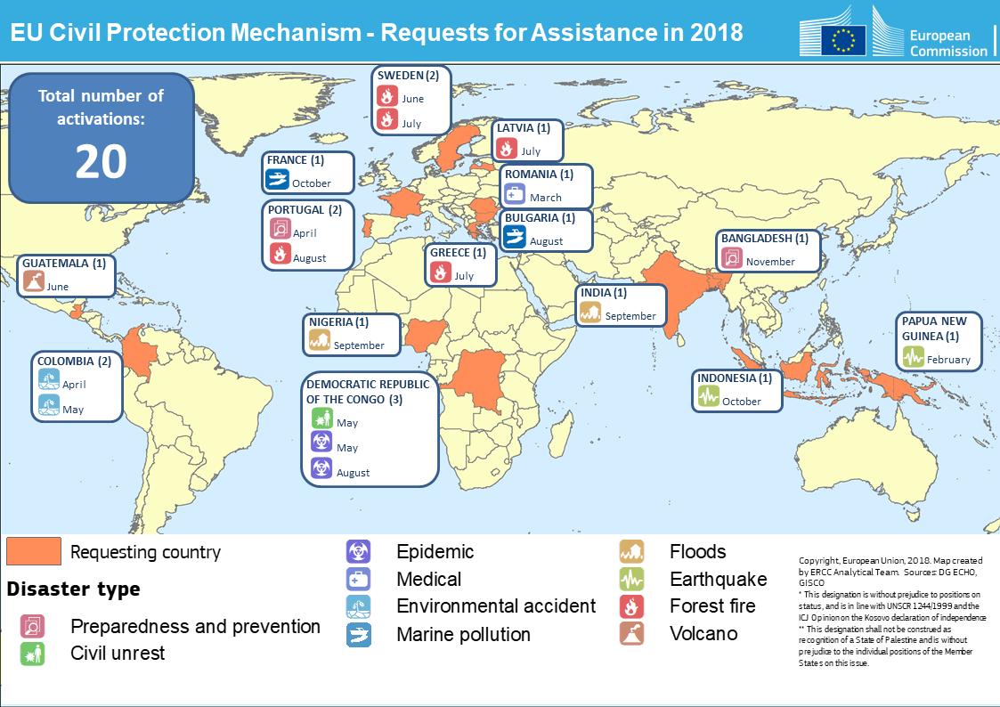 EU Civil Protection Mechanism - Requests for Assistance in 2018
European
Commission
Total number of
activations:
20
SWEDEN (2)
June
July
LATVIA (1)
July
FRANCE (1)
October
ROMANIA (1)
March
PORTUGAL (2)
April
August
BULGARIA (1)
August
GREECE (1)
July
BANGLADESH (1)
November
GUATEMALA (1)
June
INDIA (1)
September
NIGERIA (1)
September
PAPUA NEW
GUINEA (1)
February
COLOMBIA (2)
April
May
DEMOCRATIC REPUBLIC
OF THE CONGO (3)
May
May
August
INDONESIA (1)
October
Requesting country
Disaster type
Preparedness and prevention
Civil unrest
Epidemic
Medical
Environmental accident
Marine pollution
Floods
Earthquake
Forest fire
Volcano
Copyright, European Union, 2018. Map created
by ERCC Analytical Team. Sources: DG ECHO,
GISCO
* This designation is without prejudice to positions on
status, and is in line with UNSCR 1244/1999 and the
ICJ Opinion on the Kosovo declaration of independence
** This designation shall not be construed as
recognition of a State of Palestine and is without
prejudice to the individual positions of the Member
States on this issue.